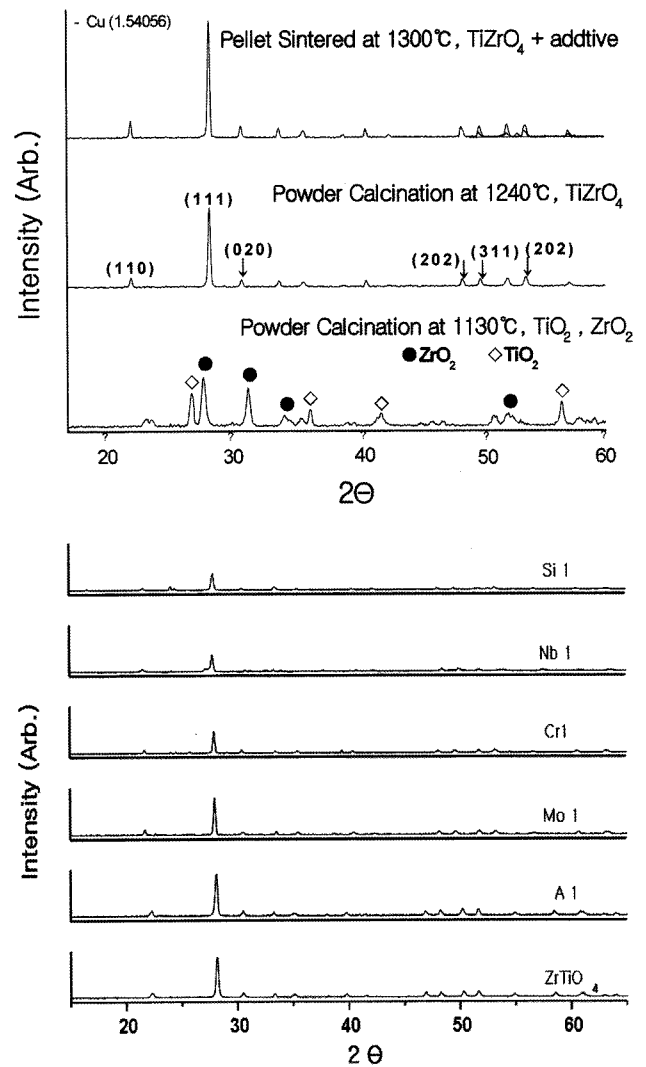 - Cu (1.54056)
Pellet Sintered at 1300℃, TiZrO₄ + addtive
Intensity (Arb.)
Powder Calcination at 1240℃, TiZrO₄
(111)
(110)
(020)
(202)
(311)
(202)
Powder Calcination at 1130℃, TiO₂ , ZrO₂
●ZrO₂ ◇TiO₂
? ? ? ? ?
20 30 40 50 60
2Θ
Si 1
Nb 1
Cr1
Intensity (Arb.)
Mo 1
A 1
ZrTiO₄
20 30 40 50 60
2 Θ